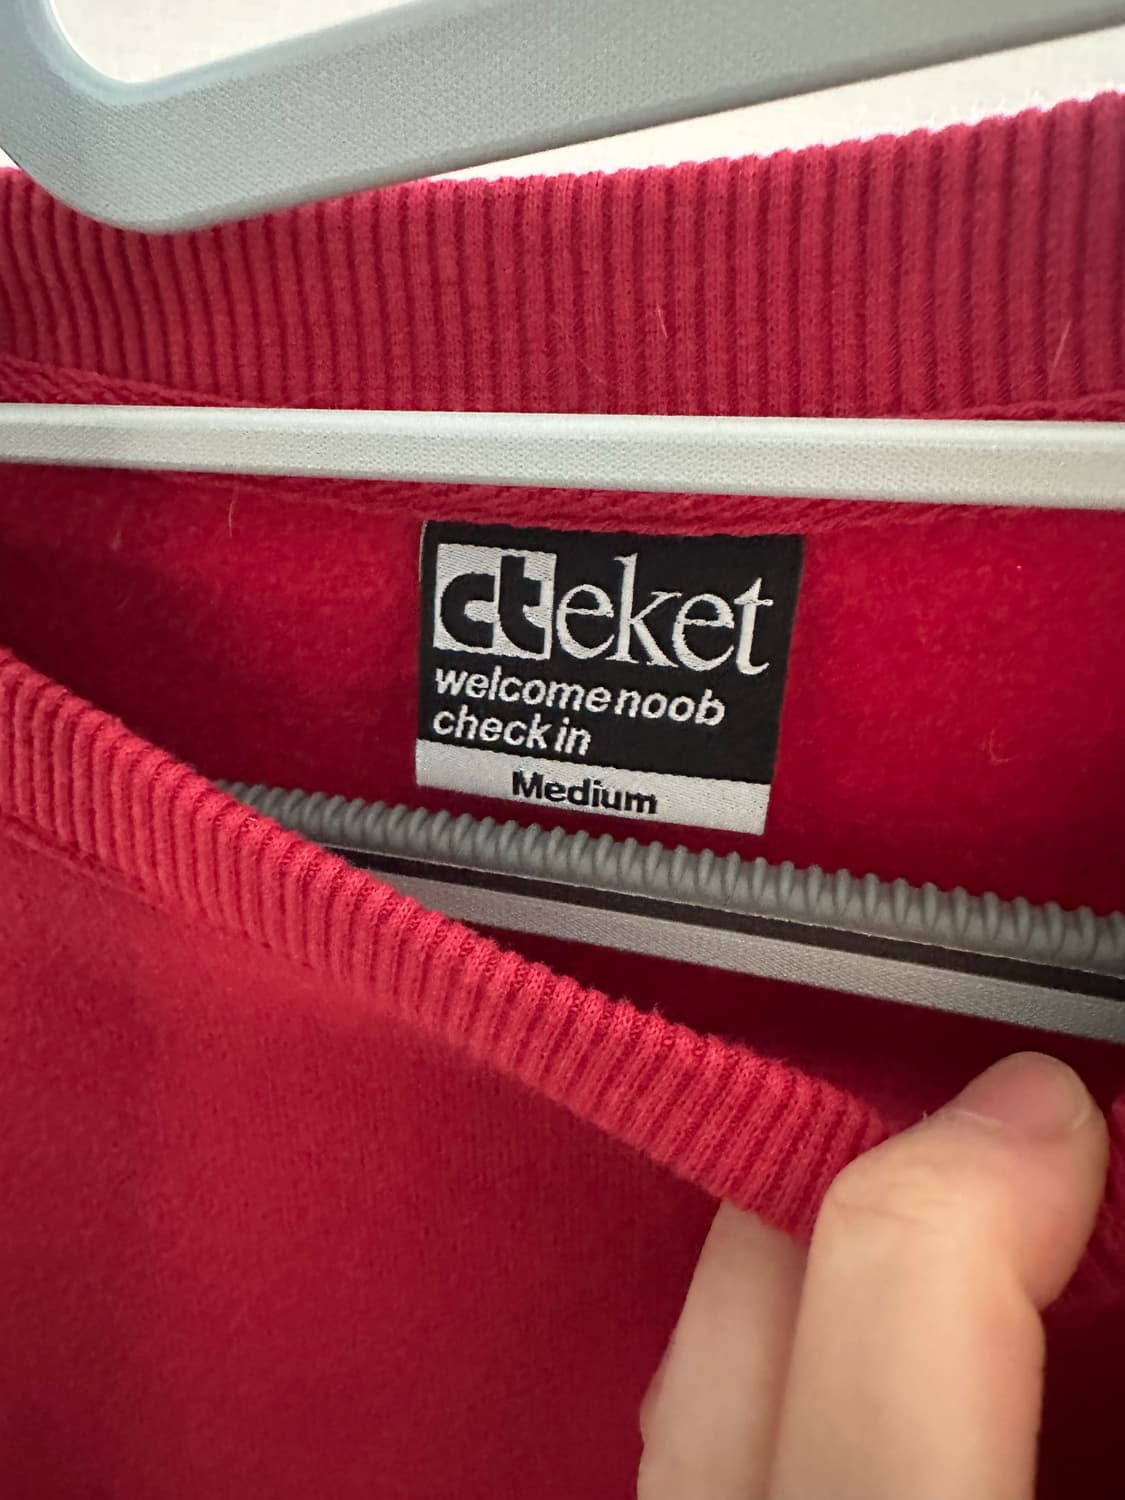 cteket
welcome noob
check in
Medium